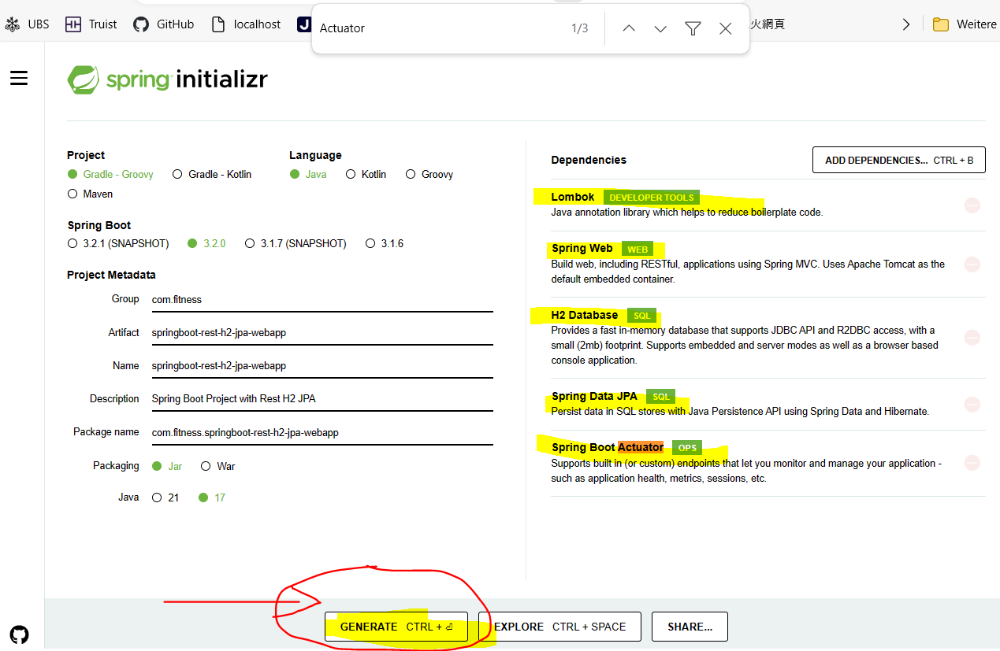 UBS Truist GitHub localhost J 火網頁 Weitere
Actuator 1/3
spring initializr
Project
Gradle - Groovy Gradle - Kotlin
Maven
Language
Java Kotlin Groovy
Spring Boot
3.2.1 (SNAPSHOT) 3.2.0 3.1.7 (SNAPSHOT) 3.1.6
Project Metadata
Group com.fitness
Artifact springboot-rest-h2-jpa-webapp
Name springboot-rest-h2-jpa-webapp
Description Spring Boot Project with Rest H2 JPA
Package name com.fitness.springboot-rest-h2-jpa-webapp
Packaging Jar War
Java 21 17
Dependencies ADD DEPENDENCIES... CTRL + B
Lombok DEVELOPER TOOLS
Java annotation library which helps to reduce boilerplate code.
Spring Web WEB
Build web, including RESTful, applications using Spring MVC. Uses Apache Tomcat as the
default embedded container.
H2 Database SQL
Provides a fast in-memory database that supports JDBC API and R2DBC access, with a
small (2mb) footprint. Supports embedded and server modes as well as a browser based
console application.
Spring Data JPA SQL
Persist data in SQL stores with Java Persistence API using Spring Data and Hibernate.
Spring Boot Actuator OPS
Supports built in (or custom) endpoints that let you monitor and manage your application -
such as application health, metrics, sessions, etc.
GENERATE CTRL + ⏎ EXPLORE CTRL + SPACE SHARE...